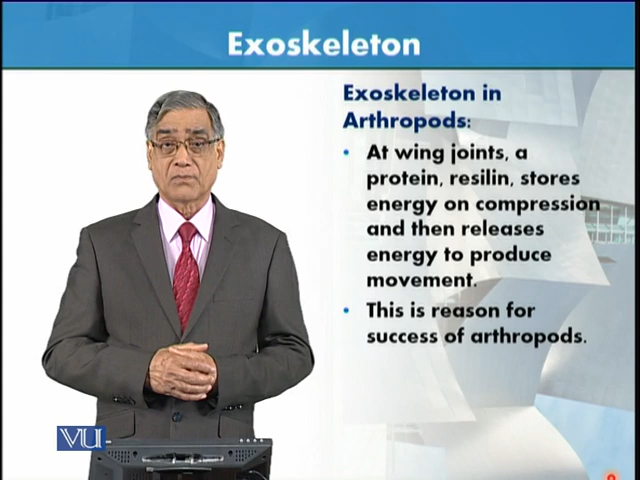 Exoskeleton
Exoskeleton in
Arthropods:
• At wing joints, a
protein, resilin, stores
energy on compression
and then releases
energy to produce
movement.
• This is reason for
success of arthropods.
VU